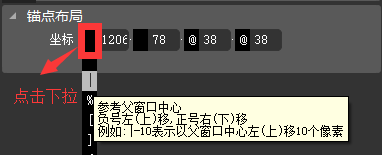 锚点布局
坐标 1206 78 @ 38 @ 38
点击下拉
|
%
[
]
参考父窗口中心
负号左(上)移,正号右(下)移
例如:|-10表示以父窗口中心左(上)移10个像素